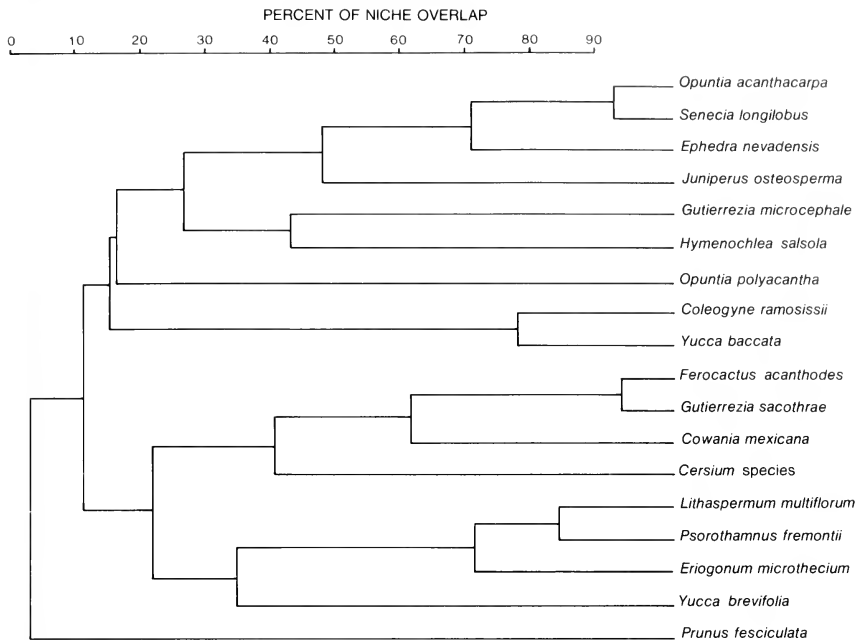 PERCENT OF NICHE OVERLAP
0 10 20 30 40 50 60 70 80 90
Opuntia acanthacarpa
Senecia longilobus
Ephedra nevadensis
Juniperus osteosperma
Gutierrezia microcephale
Hymenochlea salsola
Opuntia polyacantha
Coleogyne ramosissii
Yucca baccata
Ferocactus acanthodes
Gutierrezia sacothrae
Cowania mexicana
Cersium species
Lithaspermum multiflorum
Psorothamnus fremontii
Eriogonum microthecium
Yucca brevifolia
Prunus fesciculata